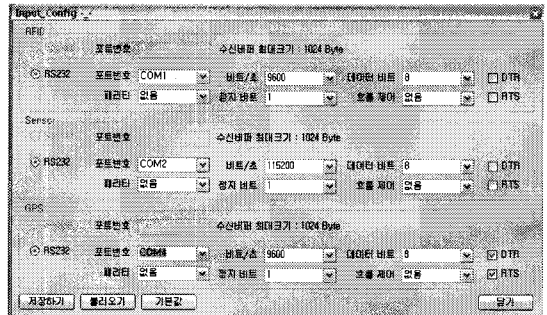 Input_Config
RFID
포트번호 수신버퍼 최대크기 : 1024 Byte
RS232 포트번호 COM1 비트/초 9600 데이터 비트 8 DTR
패리티 없음 정지 비트 1 흐름 제어 없음 RTS
Sensor
포트번호 수신버퍼 최대크기 : 1024 Byte
RS232 포트번호 COM2 비트/초 115200 데이터 비트 8 DTR
패리티 없음 정지 비트 1 흐름 제어 없음 RTS
GPS
포트번호 수신버퍼 최대크기 : 1024 Byte
RS232 포트번호 비트/초 9600 데이터 비트 8 DTR
패리티 없음 정지 비트 1 흐름 제어 없음 RTS
저장하기 불러오기 기본값 닫기